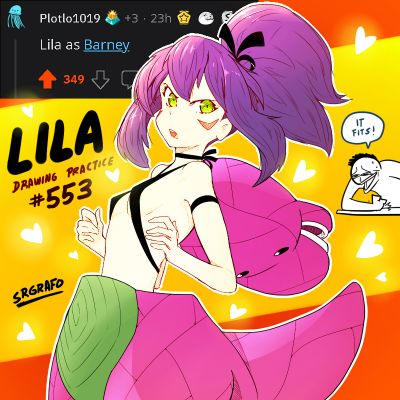 Plotlo1019 +3 · 23h
Lila as Barney
349
LILA
DRAWING PRACTICE
#553
IT
FITS!
SRGRAFO